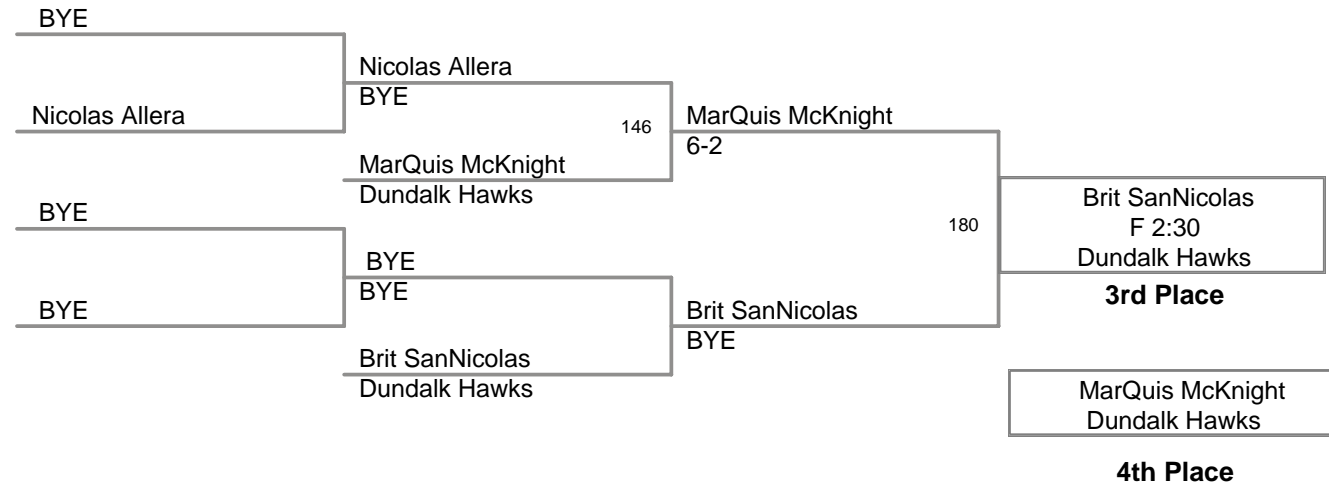 BYE
Nicolas Allera
BYE
Nicolas Allera
146
MarQuis McKnight
6-2
MarQuis McKnight
Dundalk Hawks
BYE
180
Brit SanNicolas
F 2:30
Dundalk Hawks
3rd Place
BYE
BYE
BYE
Brit SanNicolas
BYE
Brit SanNicolas
Dundalk Hawks
MarQuis McKnight
Dundalk Hawks
4th Place